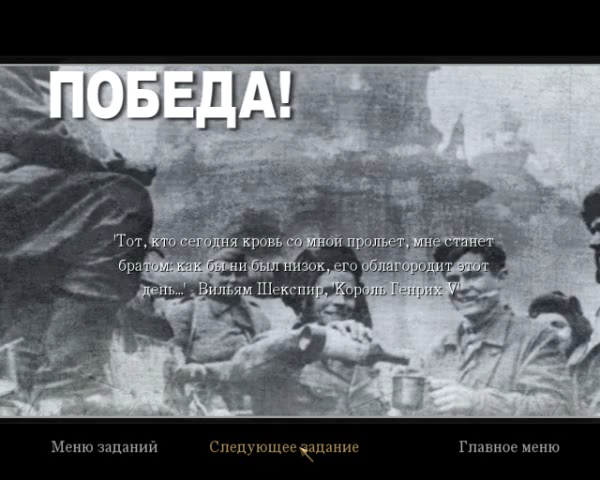 ПОБЕДА!
'Тот, кто сегодня кровь со мной прольет, мне станет
братом: как бы ни был низок, его облагородит этот
день...' - Вильям Шекспир, 'Король Генрих V'
Меню заданий Следующее задание Главное меню